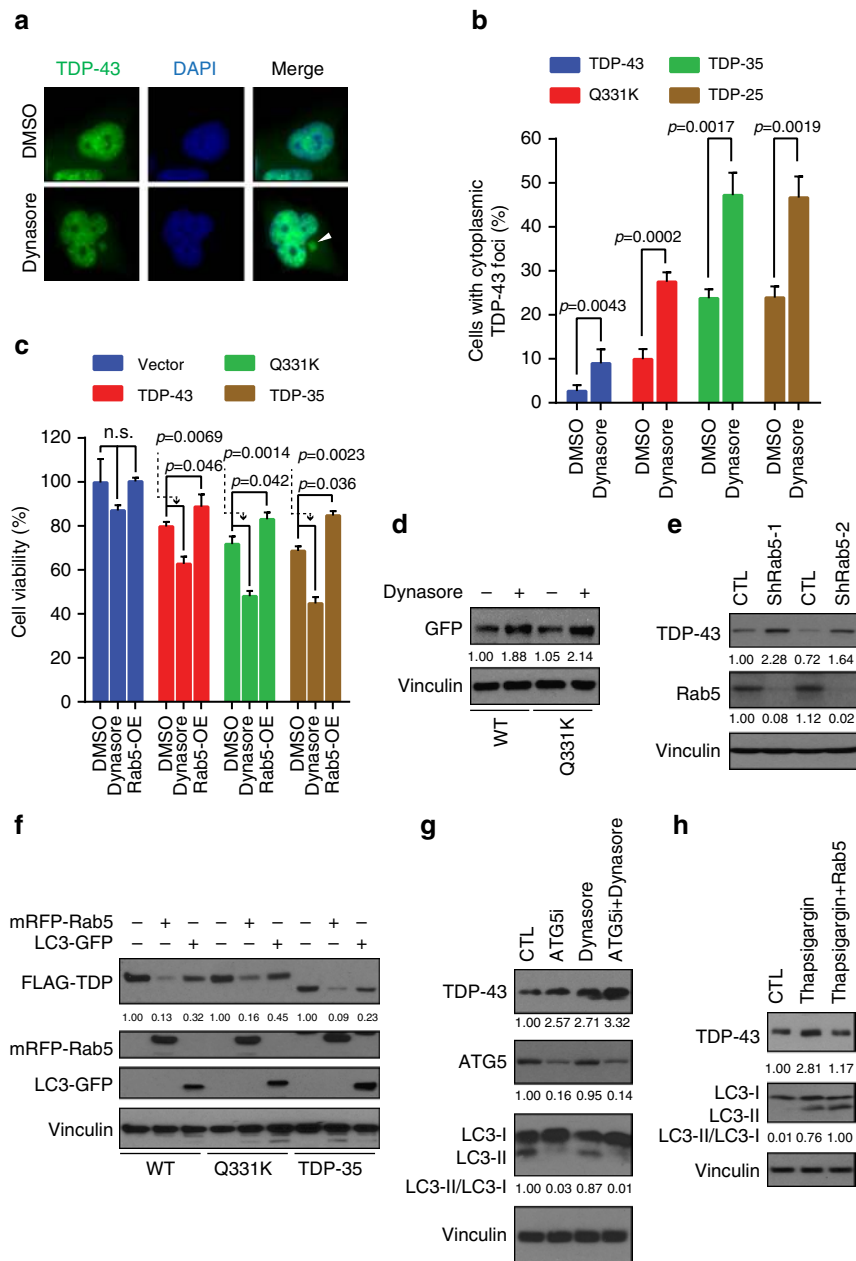 a
TDP-43 DAPI Merge
DMSO
Dynasore
b
TDP-43 TDP-35
Q331K TDP-25
Cells with cytoplasmic
TDP-43 foci (%)
60
50
40
30
20
10
0
p=0.0043
p=0.0002
p=0.0017
p=0.0019
DMSO Dynasore DMSO Dynasore DMSO Dynasore DMSO Dynasore
c
Vector Q331K
TDP-43 TDP-35
Cell viability (%)
120
100
80
60
40
20
0
n.s.
p=0.0069
p=0.046
p=0.0014
p=0.042
p=0.0023
p=0.036
DMSO Dynasore Rab5-OE DMSO Dynasore Rab5-OE DMSO Dynasore Rab5-OE DMSO Dynasore Rab5-OE
d
Dynasore − + − +
GFP
1.00 1.88 1.05 2.14
Vinculin
WT Q331K
e
CTL ShRab5-1 CTL ShRab5-2
TDP-43
1.00 2.28 0.72 1.64
Rab5
1.00 0.08 1.12 0.02
Vinculin
f
mRFP-Rab5 − + − − + − − + −
LC3-GFP − − + − − + − − +
FLAG-TDP
1.00 0.13 0.32 1.00 0.16 0.45 1.00 0.09 0.23
mRFP-Rab5
LC3-GFP
Vinculin
WT Q331K TDP-35
g
CTL ATG5i Dynasore ATG5i+Dynasore
TDP-43
1.00 2.57 2.71 3.32
ATG5
1.00 0.16 0.95 0.14
LC3-I
LC3-II
LC3-II/LC3-I 1.00 0.03 0.87 0.01
Vinculin
h
CTL Thapsigargin Thapsigargin+Rab5
TDP-43
1.00 2.81 1.17
LC3-I
LC3-II
LC3-II/LC3-I 0.01 0.76 1.00
Vinculin